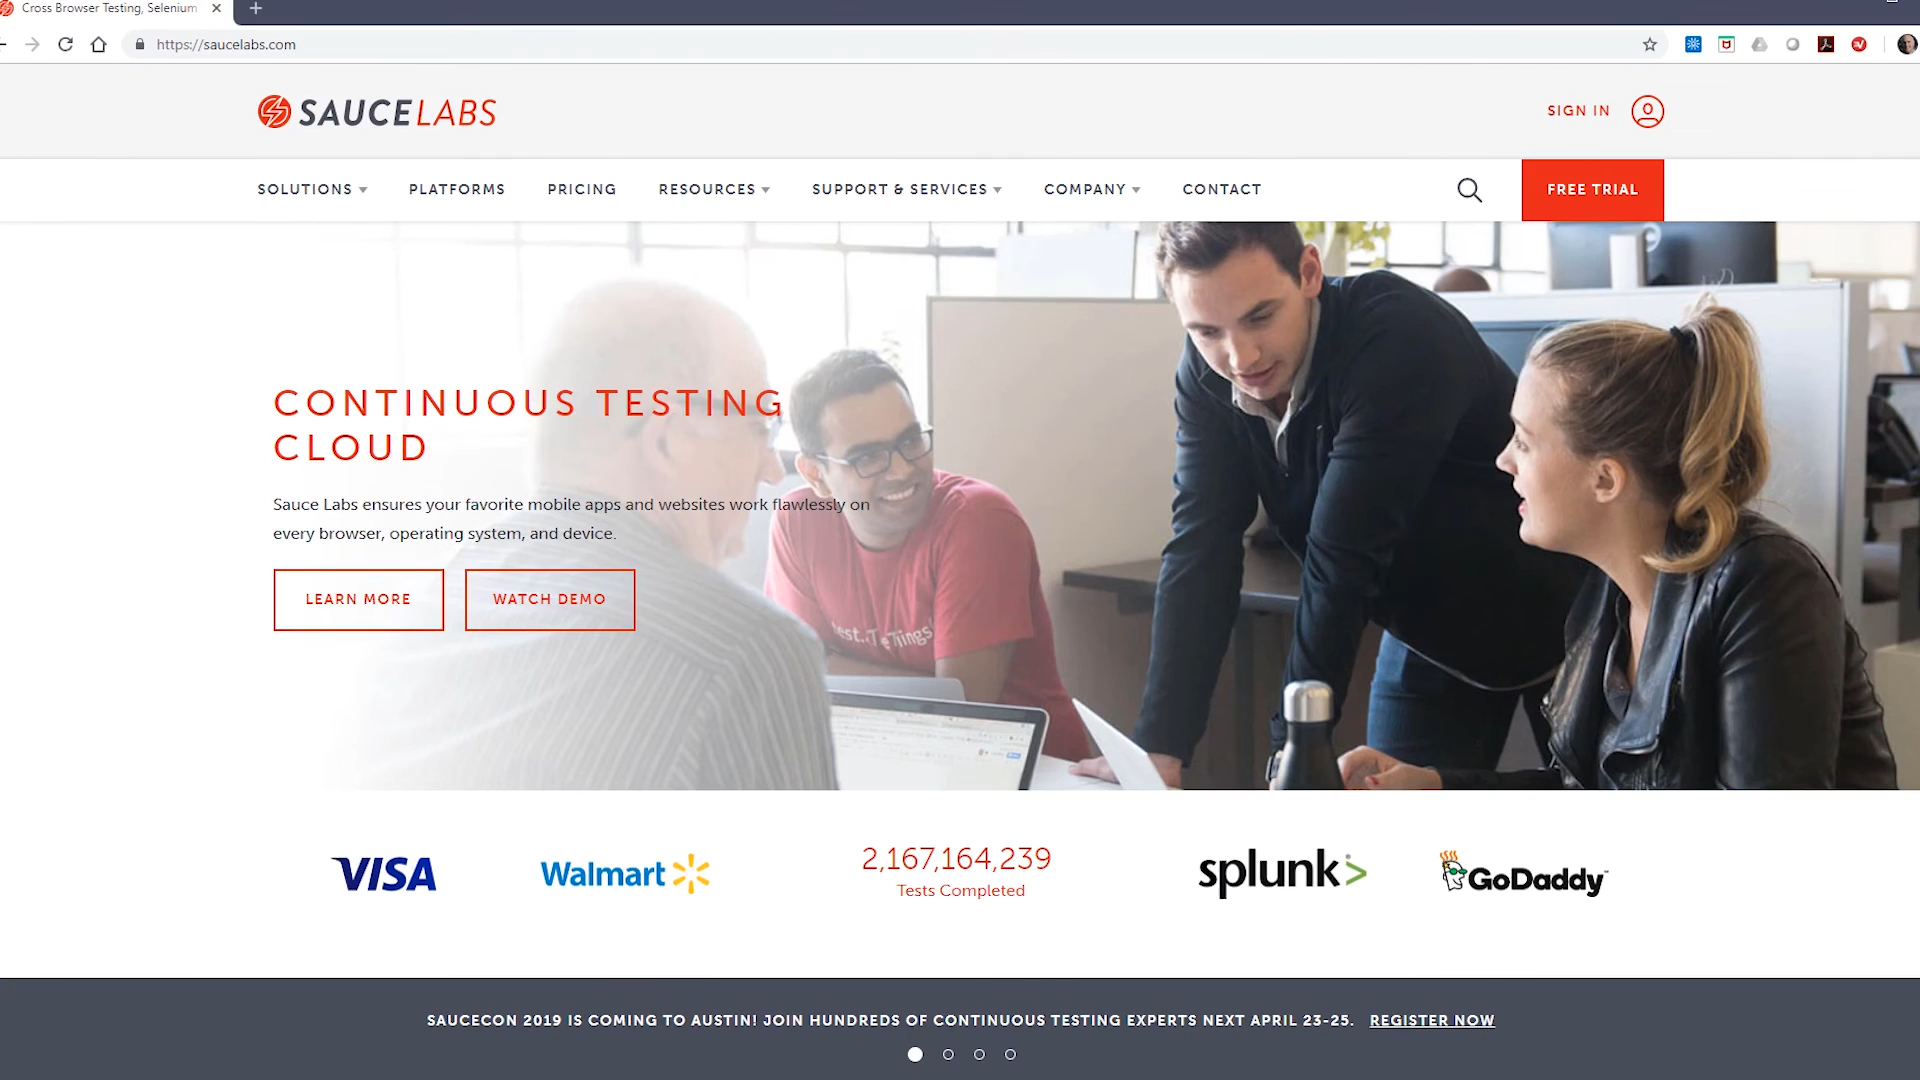 Cross Browser Testing, Selenium
https://saucelabs.com
SAUCELABS
SIGN IN
SOLUTIONS
PLATFORMS
PRICING
RESOURCES
SUPPORT & SERVICES
COMPANY
CONTACT
FREE TRIAL
CONTINUOUS TESTING
CLOUD
Sauce Labs ensures your favorite mobile apps and websites work flawlessly on
every browser, operating system, and device.
LEARN MORE
WATCH DEMO
VISA
Walmart
2,167,164,239
Tests Completed
splunk>
GoDaddy
SAUCECON 2019 IS COMING TO AUSTIN! JOIN HUNDREDS OF CONTINUOUS TESTING EXPERTS NEXT APRIL 23-25. REGISTER NOW